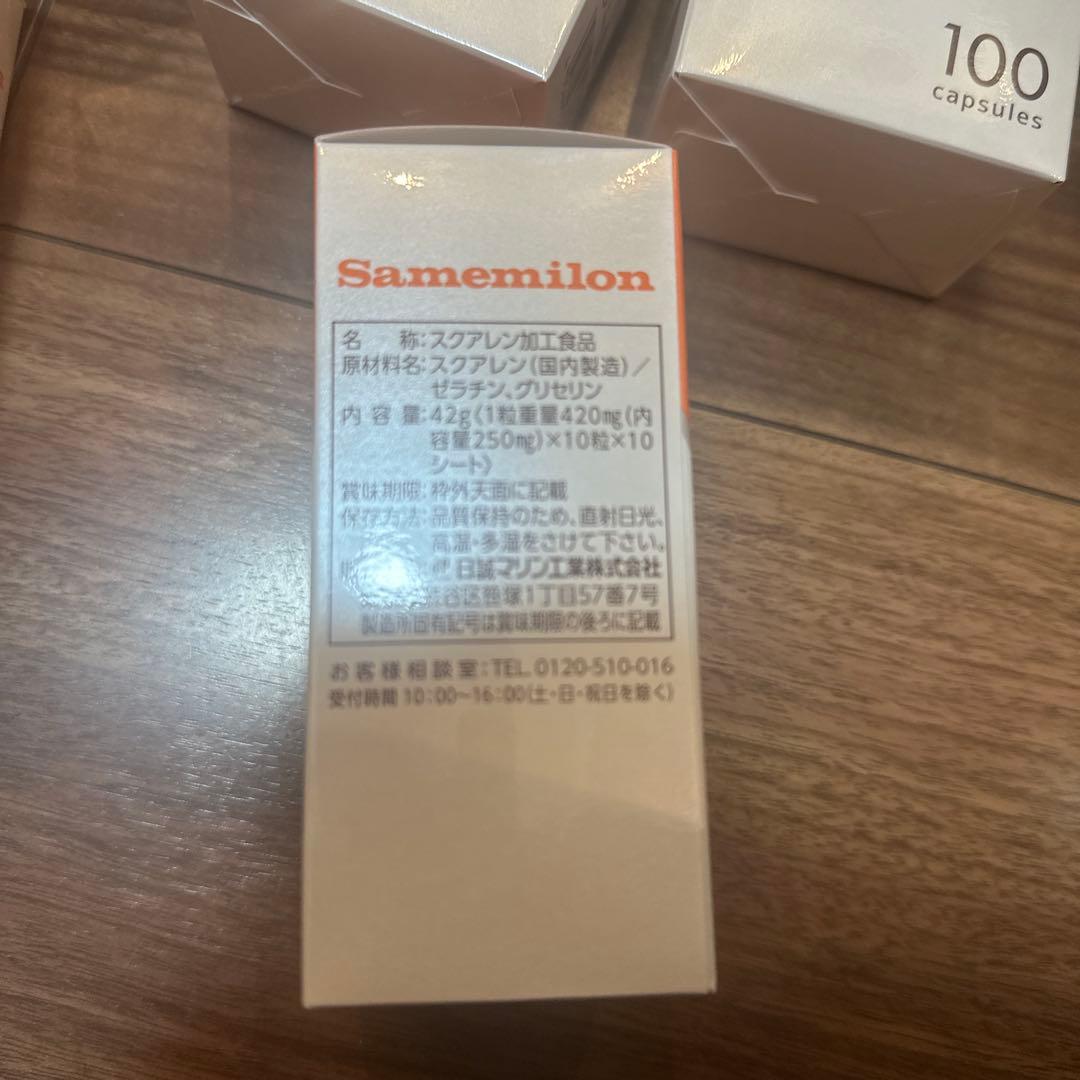 100
capsules
Samemilon
名 称：スクアレン加工食品
原材料名：スクアレン（国内製造）／
ゼラチン、グリセリン
内容量：42g〈1粒重量420mg（内
容量250mg）×10粒×10
シート〉
賞味期限：枠外天面に記載
保存方法：品質保持のため、直射日光、
高温・多湿をさけて下さい。
日誠マリン工業株式会社
渋谷区笹塚1丁目57番7号
製造所固有記号は賞味期限の後ろに記載
お客様相談室：TEL.0120-510-016
受付時間 10：00〜16：00（土・日・祝日を除く）